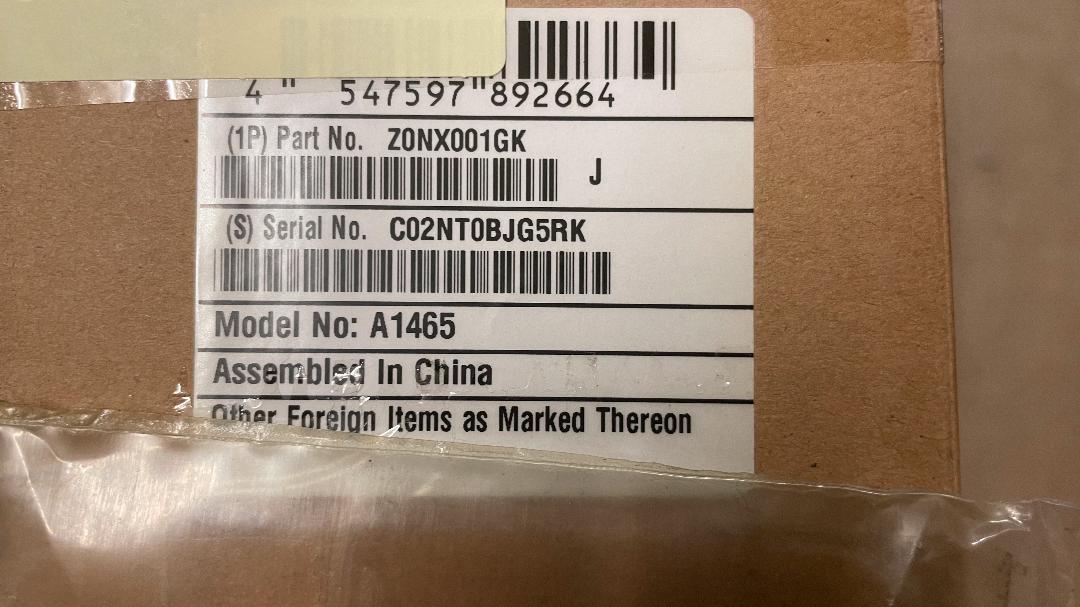 4 " 547597 "892664
(1P) Part No. Z0NX001GK
J
(S) Serial No. C02NT0BJG5RK
Model No: A1465
Assembled In China
Other Foreign Items as Marked Thereon